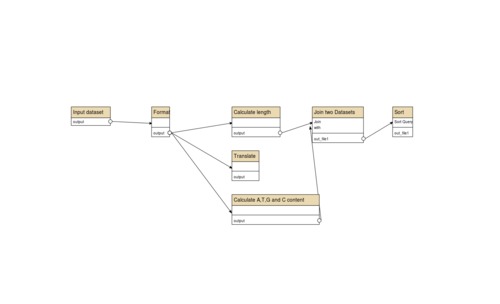 Input dataset
output
Format
output
Calculate length
output
Join two Datasets
Join
with
out_file1
Sort
Sort Query
out_file1
Translate
output
Calculate A,T,G and C content
output